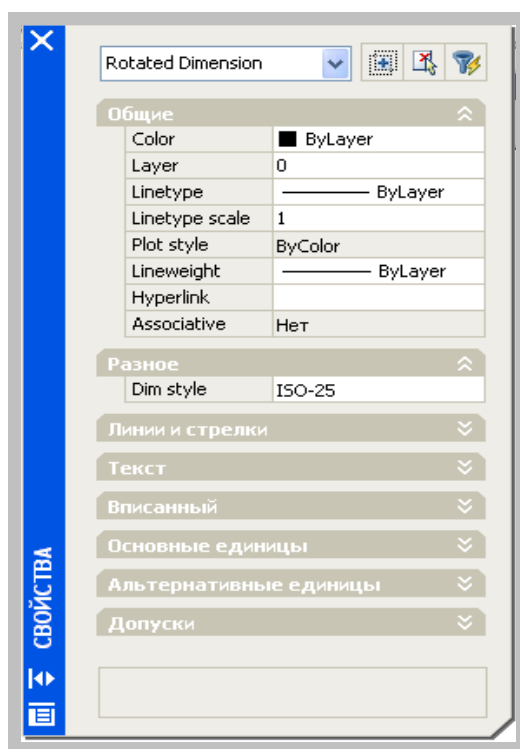 Rotated Dimension
Общие
Color ByLayer
Layer 0
Linetype ByLayer
Linetype scale 1
Plot style ByColor
Lineweight ByLayer
Hyperlink
Associative Нет
Разное
Dim style ISO-25
Линии и стрелки
Текст
Вписанный
Основные единицы
Альтернативные единицы
Допуски
СВОЙСТВА